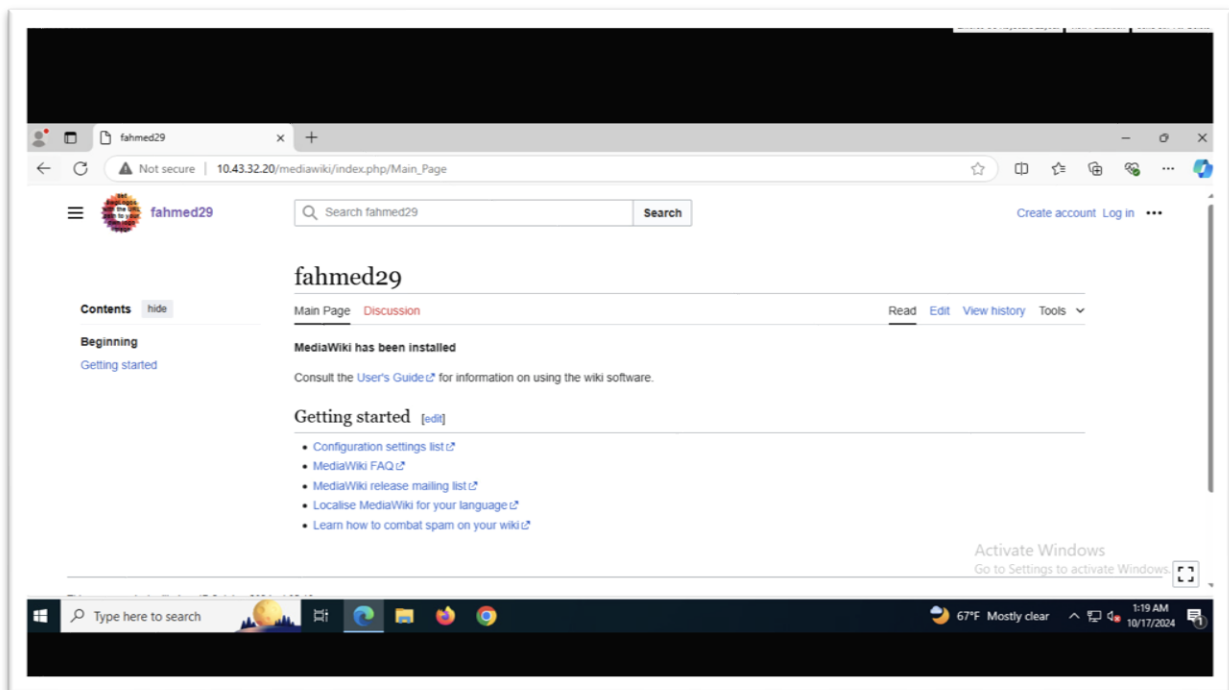 fahmed29
Not secure 10.43.32.20/mediawiki/index.php/Main_Page
fahmed29 Search fahmed29 Search Create account Log in
fahmed29
Contents hide
Main Page Discussion Read Edit View history Tools
Beginning
Getting started
MediaWiki has been installed
Consult the User's Guide for information on using the wiki software.
Getting started [edit]
• Configuration settings list
• MediaWiki FAQ
• MediaWiki release mailing list
• Localise MediaWiki for your language
• Learn how to combat spam on your wiki
Activate Windows
Go to Settings to activate Windows.
Type here to search 67°F Mostly clear 1:19 AM
10/17/2024
1